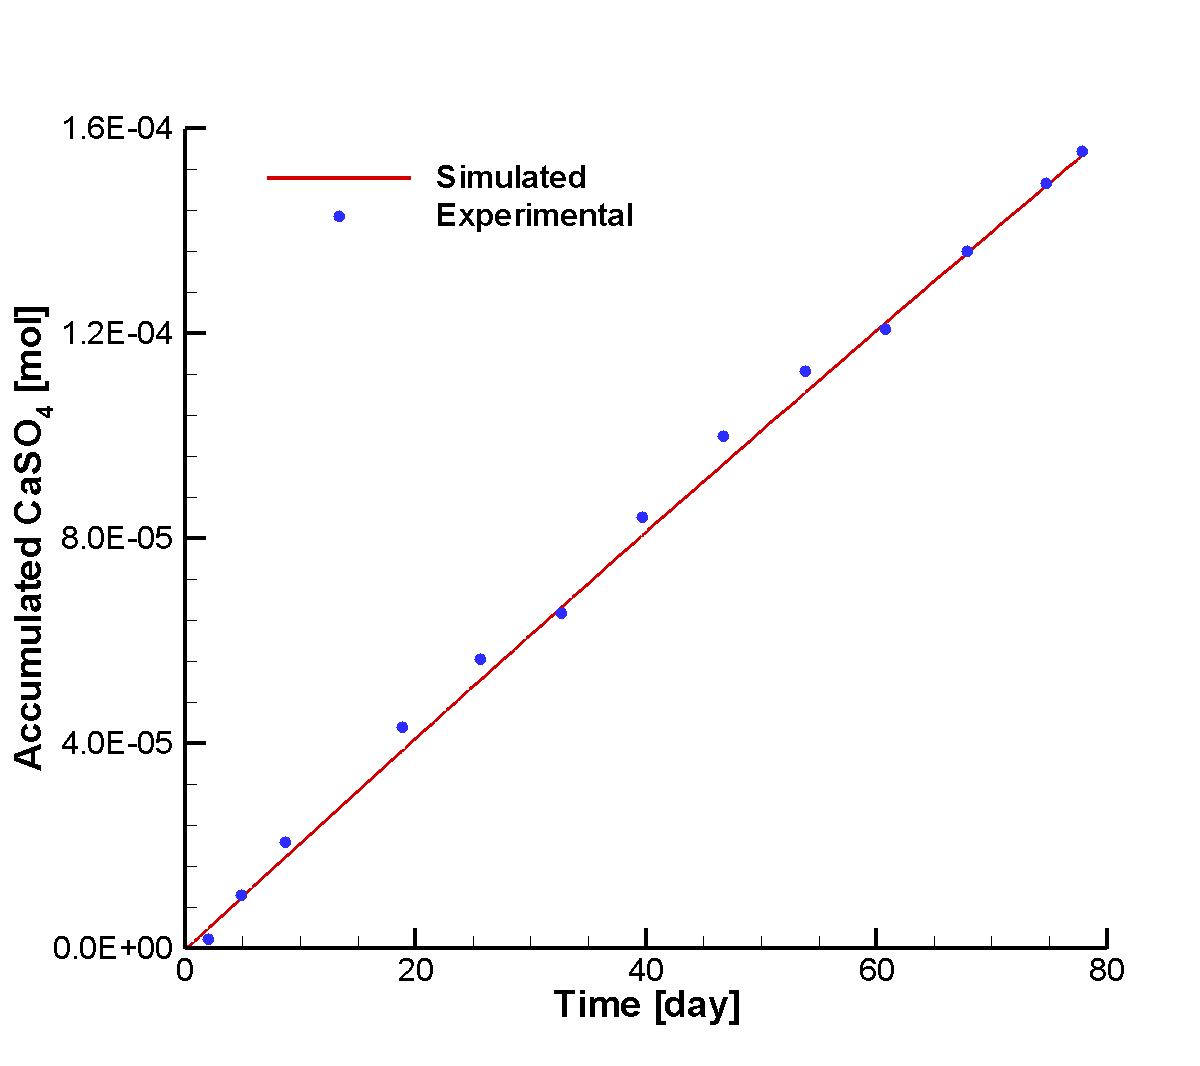 1.6E-04
Simulated
Experimental
1.2E-04
Accumulated CaSO4 [mol]
8.0E-05
4.0E-05
0.0E+00
0 20 40 60 80
Time [day]